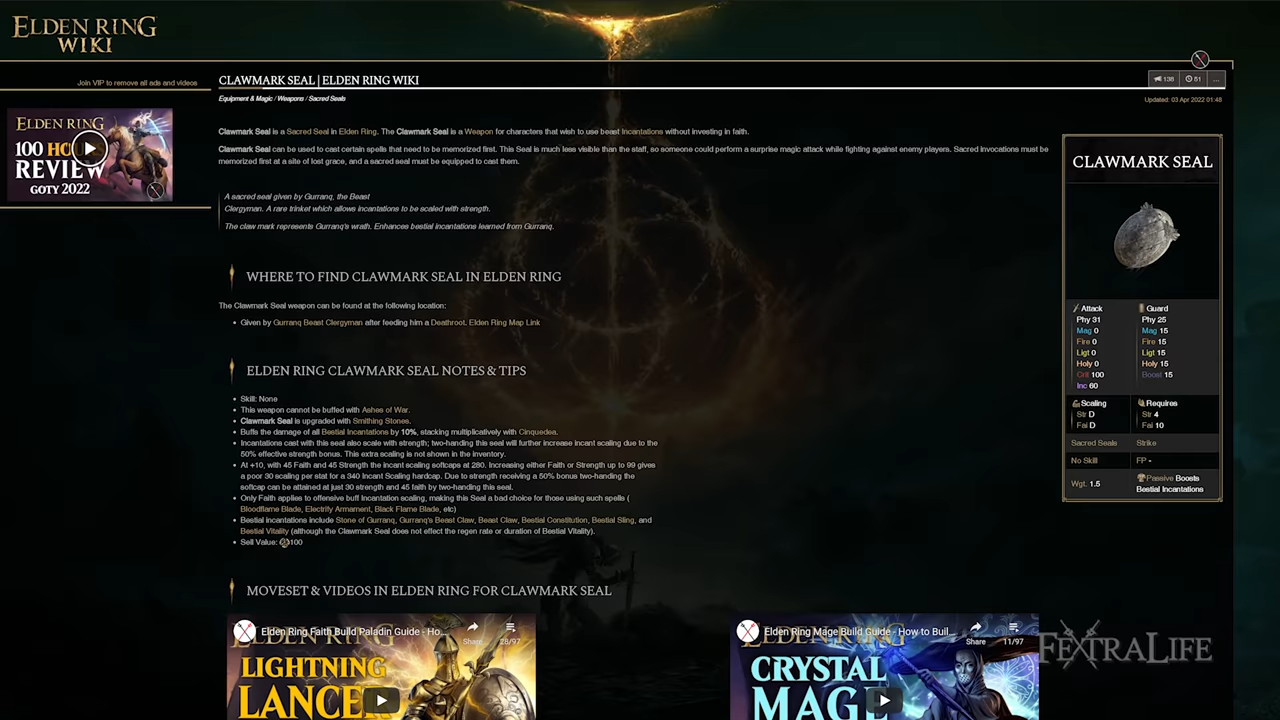 ELDEN RING
WIKI
Join VIP to remove all ads and videos
ELDEN RING
100 HOUR
REVIEW
GOTY 2022
CLAWMARK SEAL | ELDEN RING WIKI
138
51
...
Equipment & Magic / Weapons / Sacred Seals
Updated: 03 Apr 2022 01:48
Clawmark Seal is a Sacred Seal in Elden Ring. The Clawmark Seal is a Weapon for characters that wish to use beast Incantations without investing in faith.
Clawmark Seal can be used to cast certain spells that need to be memorized first. This Seal is much less visible than the staff, so someone could perform a surprise magic attack while fighting against enemy players. Sacred Invocations must be
memorized first at a site of lost grace, and a sacred seal must be equipped to cast them.
A sacred seal given by Gurranq, the Beast
Clergyman. A rare trinket which allows incantations to be scaled with strength.
The claw mark represents Gurranq's wrath. Enhances bestial incantations learned from Gurranq.
WHERE TO FIND CLAWMARK SEAL IN ELDEN RING
The Clawmark Seal weapon can be found at the following location:
• Given by Gurranq Beast Clergyman after feeding him a Deathroot. Elden Ring Map Link
ELDEN RING CLAWMARK SEAL NOTES & TIPS
• Skill: None
• This weapon cannot be buffed with Ashes of War.
• Clawmark Seal is upgraded with Smithing Stones.
• Buffs the damage of all Bestial Incantations by 10%, stacking multiplicatively with Cinquedea.
• Incantations cast with this seal also scale with strength; two-handing this seal will further increase incant scaling due to the
50% effective strength bonus. This extra scaling is not shown in the inventory.
• At +10, with 45 Faith and 45 Strength the incant scaling softcaps at 280. Increasing either Faith or Strength up to 99 gives
a poor 30 scaling per stat for a 340 Incant Scaling hardcap. Due to strength receiving a 50% bonus two-handing the
softcap can be attained at just 30 strength and 45 faith by two-handing this seal.
• Only Faith applies to offensive buff Incantation scaling, making this Seal a bad choice for those using such spells (
Bloodflame Blade, Electrify Armament, Black Flame Blade, etc)
• Bestial incantations include Stone of Gurranq, Gurranq's Beast Claw, Beast Claw, Bestial Constitution, Bestial Sling, and
Bestial Vitality (although the Clawmark Seal does not effect the regen rate or duration of Bestial Vitality).
• Sell Value: 100
MOVESET & VIDEOS IN ELDEN RING FOR CLAWMARK SEAL
Elden Ring Faith Build Paladin Guide - Ho...
Share
28/97
LIGHTNING
LANCER
Elden Ring Mage Build Guide - How to Buil...
Share
11/97
CRYSTAL
MAGE
CLAWMARK SEAL
Attack
Guard
Phy 31
Phy 25
Mag 0
Mag 15
Fire 0
Fire 15
Ligt 0
Ligt 15
Holy 0
Holy 15
Crit 100
Boost 15
Inc 60
Scaling
Requires
Str D
Str 4
Fai D
Fai 10
Sacred Seals
Strike
No Skill
FP -
Wgt. 1.5
Passive Boosts
Bestial Incantations
FEXTRALIFE